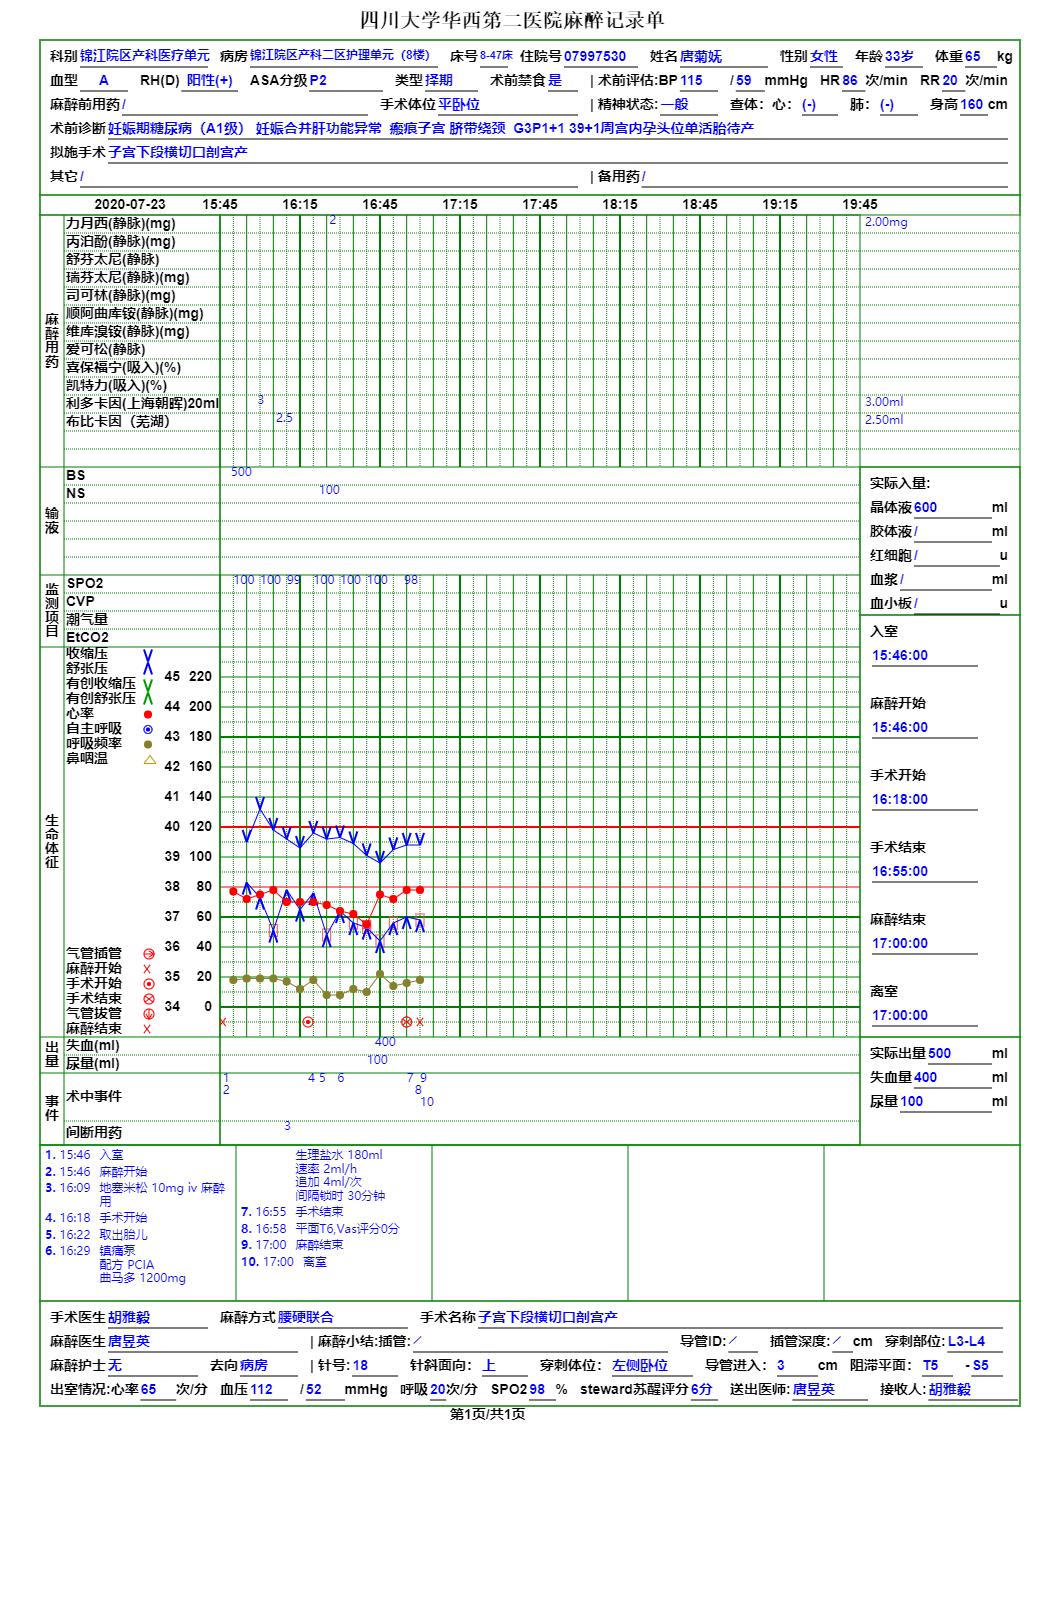 四川大学华西第二医院麻醉记录单
科别 锦江院区产科医疗单元 病房 锦江院区产科二区护理单元（8楼） 床号 8-47床 住院号 07997530 姓名 唐菊妩 性别 女性 年龄 33岁 体重 65 kg
血型 A RH(D) 阳性(+) ASA分级 P2 类型 择期 术前禁食 是 | 术前评估:BP 115 / 59 mmHg HR 86 次/min RR 20 次/min
麻醉前用药 / 手术体位 平卧位 | 精神状态: 一般 查体：心： (-) 肺： (-) 身高 160 cm
术前诊断 妊娠期糖尿病（A1级） 妊娠合并肝功能异常 瘢痕子宫 脐带绕颈 G3P1+1 39+1周宫内孕头位单活胎待产
拟施手术 子宫下段横切口剖宫产
其它 / | 备用药 /
2020-07-23 15:45 16:15 16:45 17:15 17:45 18:15 18:45 19:15 19:45
麻醉用药
力月西(静脉)(mg) 2 2.00mg
丙泊酚(静脉)(mg)
舒芬太尼(静脉)
瑞芬太尼(静脉)(mg)
司可林(静脉)(mg)
顺阿曲库铵(静脉)(mg)
维库溴铵(静脉)(mg)
爱可松(静脉)
喜保福宁(吸入)(%)
凯特力(吸入)(%)
利多卡因(上海朝晖)20ml 3 3.00ml
布比卡因（芜湖） 2.5 2.50ml
输液
BS 500
NS 100
实际入量:
晶体液 600 ml
胶体液 / ml
红细胞 / u
血浆 / ml
血小板 / u
监测项目
SPO2 100 100 99 100 100 100 98
CVP
潮气量
EtCO2
生命体征
收缩压
舒张压
有创收缩压
有创舒张压
心率
自主呼吸
呼吸频率
鼻咽温
45 220
44 200
43 180
42 160
41 140
40 120
39 100
38 80
37 60
36 40
35 20
34 0
气管插管
麻醉开始
手术开始
手术结束
气管拔管
麻醉结束
入室
15:46:00
麻醉开始
15:46:00
手术开始
16:18:00
手术结束
16:55:00
麻醉结束
17:00:00
离室
17:00:00
出量
失血(ml) 400
尿量(ml) 100
实际出量 500 ml
失血量 400 ml
尿量 100 ml
事件
术中事件 1 2 4 5 6 7 8 9 10
间断用药 3
1. 15:46 入室
2. 15:46 麻醉开始
3. 16:09 地塞米松 10mg iv 麻醉
用
4. 16:18 手术开始
5. 16:22 取出胎儿
6. 16:29 镇痛泵
配方 PCIA
曲马多 1200mg
生理盐水 180ml
速率 2ml/h
追加 4ml/次
间隔锁时 30分钟
7. 16:55 手术结束
8. 16:58 平面T6,Vas评分0分
9. 17:00 麻醉结束
10. 17:00 离室
手术医生 胡雅毅 麻醉方式 腰硬联合 手术名称 子宫下段横切口剖宫产
麻醉医生 唐昱英 | 麻醉小结:插管: / 导管ID: / 插管深度: / cm 穿刺部位: L3-L4
麻醉护士 无 去向 病房 | 针号: 18 针斜面向： 上 穿刺体位： 左侧卧位 导管进入： 3 cm 阻滞平面： T5 - S5
出室情况:心率 65 次/分 血压 112 / 52 mmHg 呼吸 20 次/分 SPO2 98 % steward苏醒评分 6分 送出医师: 唐昱英 接收人: 胡雅毅
第1页/共1页